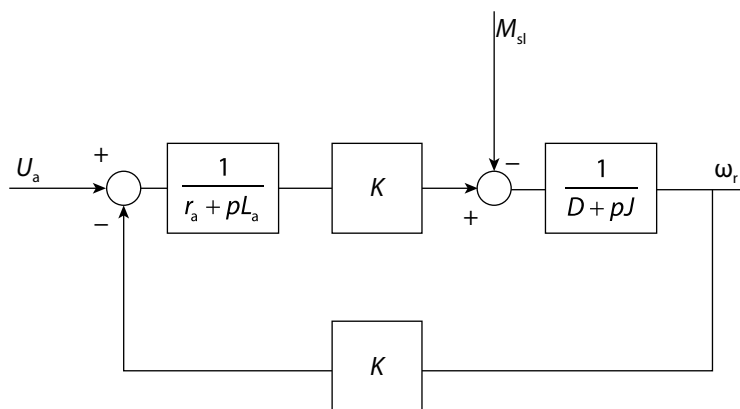 M_sl
U_a
+
−
1
r_a + pL_a
K
+
−
1
D + pJ
ω_r
K